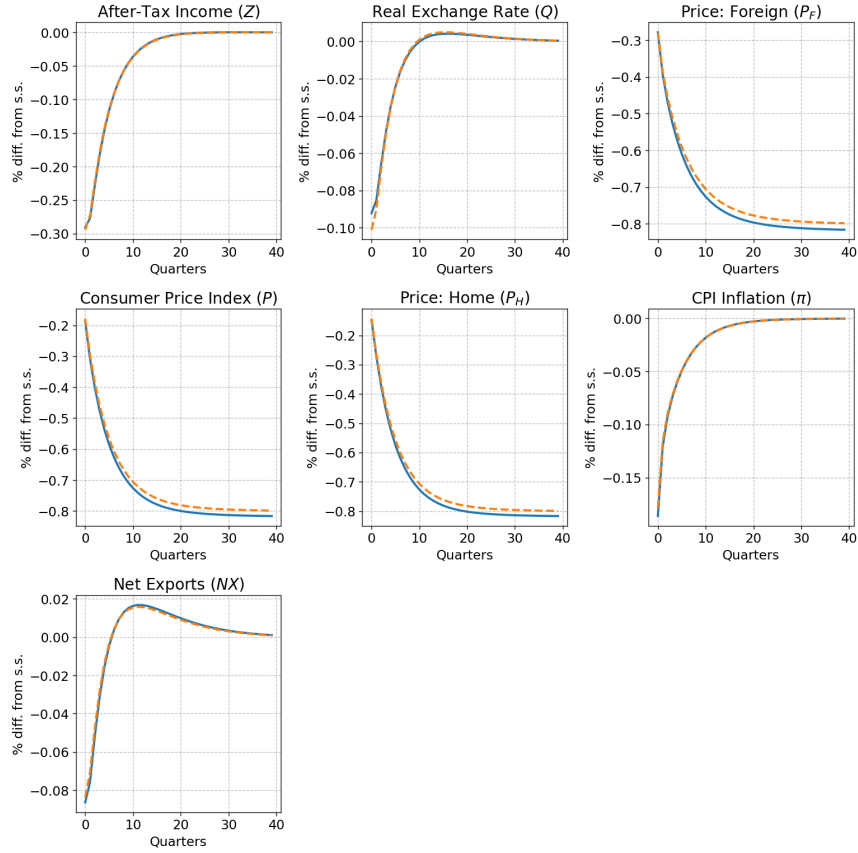 After-Tax Income (Z)
% diff. from s.s.
0.00
−0.05
−0.10
−0.15
−0.20
−0.25
−0.30
0 10 20 30 40
Quarters
Real Exchange Rate (Q)
% diff. from s.s.
0.00
−0.02
−0.04
−0.06
−0.08
−0.10
0 10 20 30 40
Quarters
Price: Foreign (P_F)
% diff. from s.s.
−0.3
−0.4
−0.5
−0.6
−0.7
−0.8
0 10 20 30 40
Quarters
Consumer Price Index (P)
% diff. from s.s.
−0.2
−0.3
−0.4
−0.5
−0.6
−0.7
−0.8
0 10 20 30 40
Quarters
Price: Home (P_H)
% diff. from s.s.
−0.2
−0.3
−0.4
−0.5
−0.6
−0.7
−0.8
0 10 20 30 40
Quarters
CPI Inflation (π)
% diff. from s.s.
0.00
−0.05
−0.10
−0.15
0 10 20 30 40
Quarters
Net Exports (NX)
% diff. from s.s.
0.02
0.00
−0.02
−0.04
−0.06
−0.08
0 10 20 30 40
Quarters